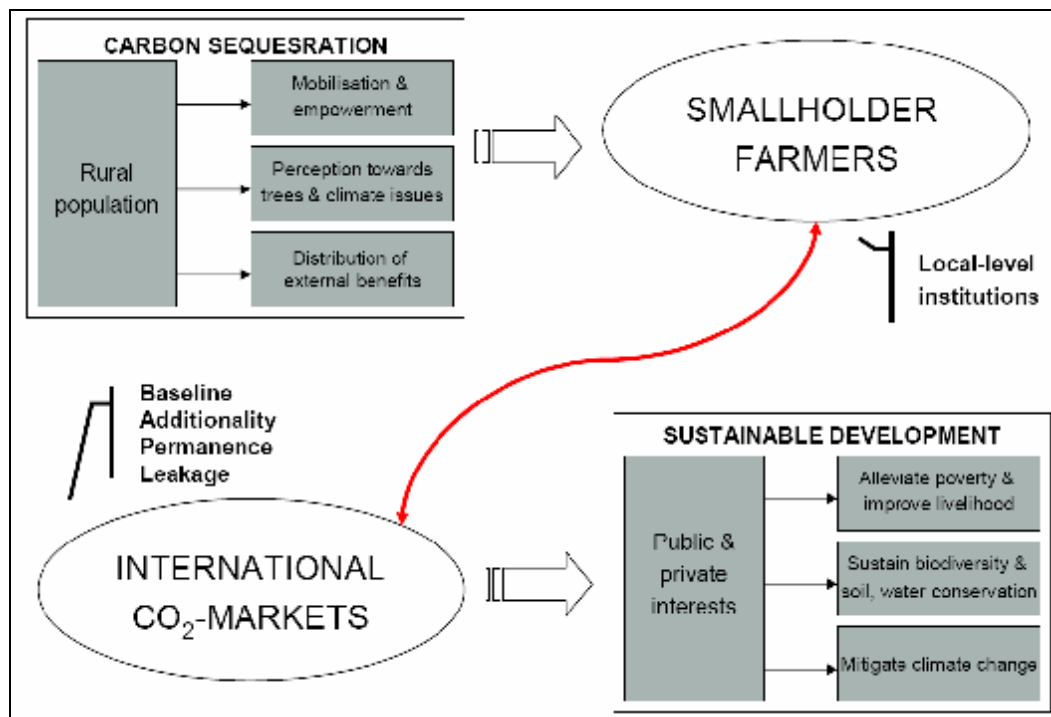 CARBON SEQUESRATION
Rural
population
Mobilisation &
empowerment
Perception towards
trees & climate issues
Distribution of
external benefits
SMALLHOLDER
FARMERS
Local-level
institutions
Baseline
Additionality
Permanence
Leakage
INTERNATIONAL
CO₂-MARKETS
SUSTAINABLE DEVELOPMENT
Public &
private
interests
Alleviate poverty &
improve livelihood
Sustain biodiversity &
soil, water conservation
Mitigate climate change